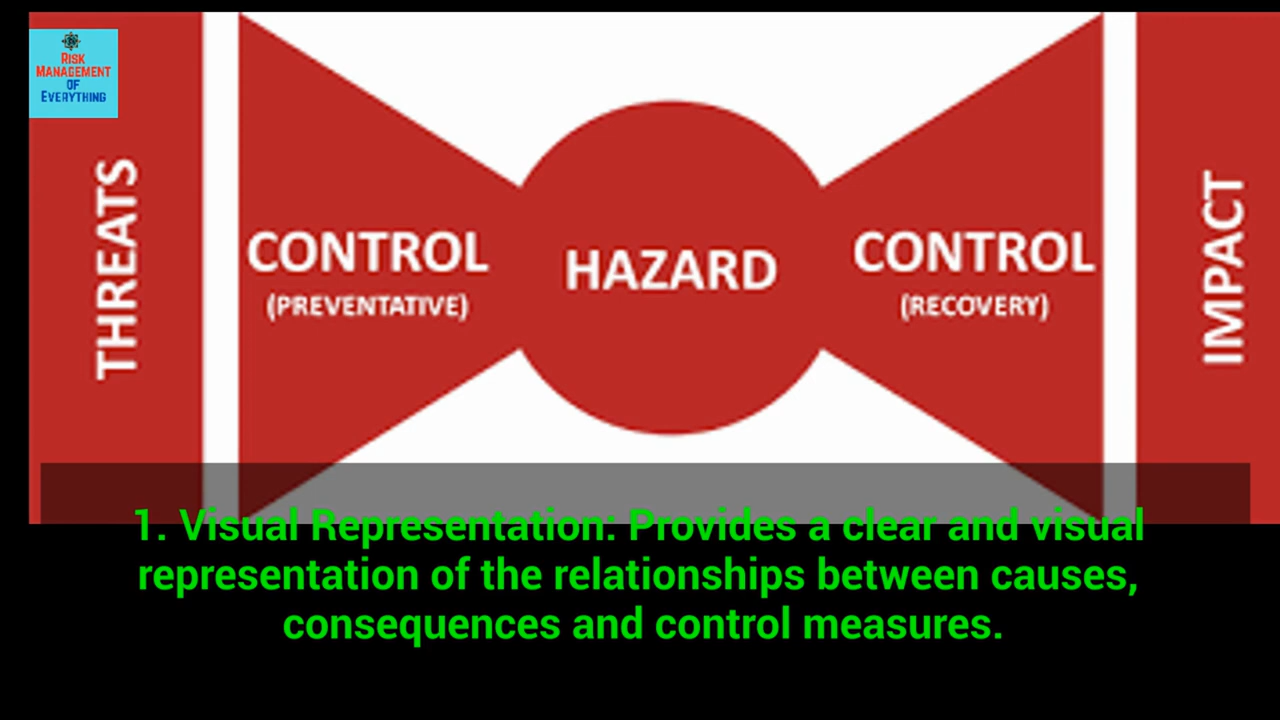 RISK
MANAGEMENT
OF
EVERYTHING
THREATS
CONTROL
(PREVENTATIVE)
HAZARD
CONTROL
(RECOVERY)
IMPACT
1. Visual Representation: Provides a clear and visual
representation of the relationships between causes,
consequences and control measures.